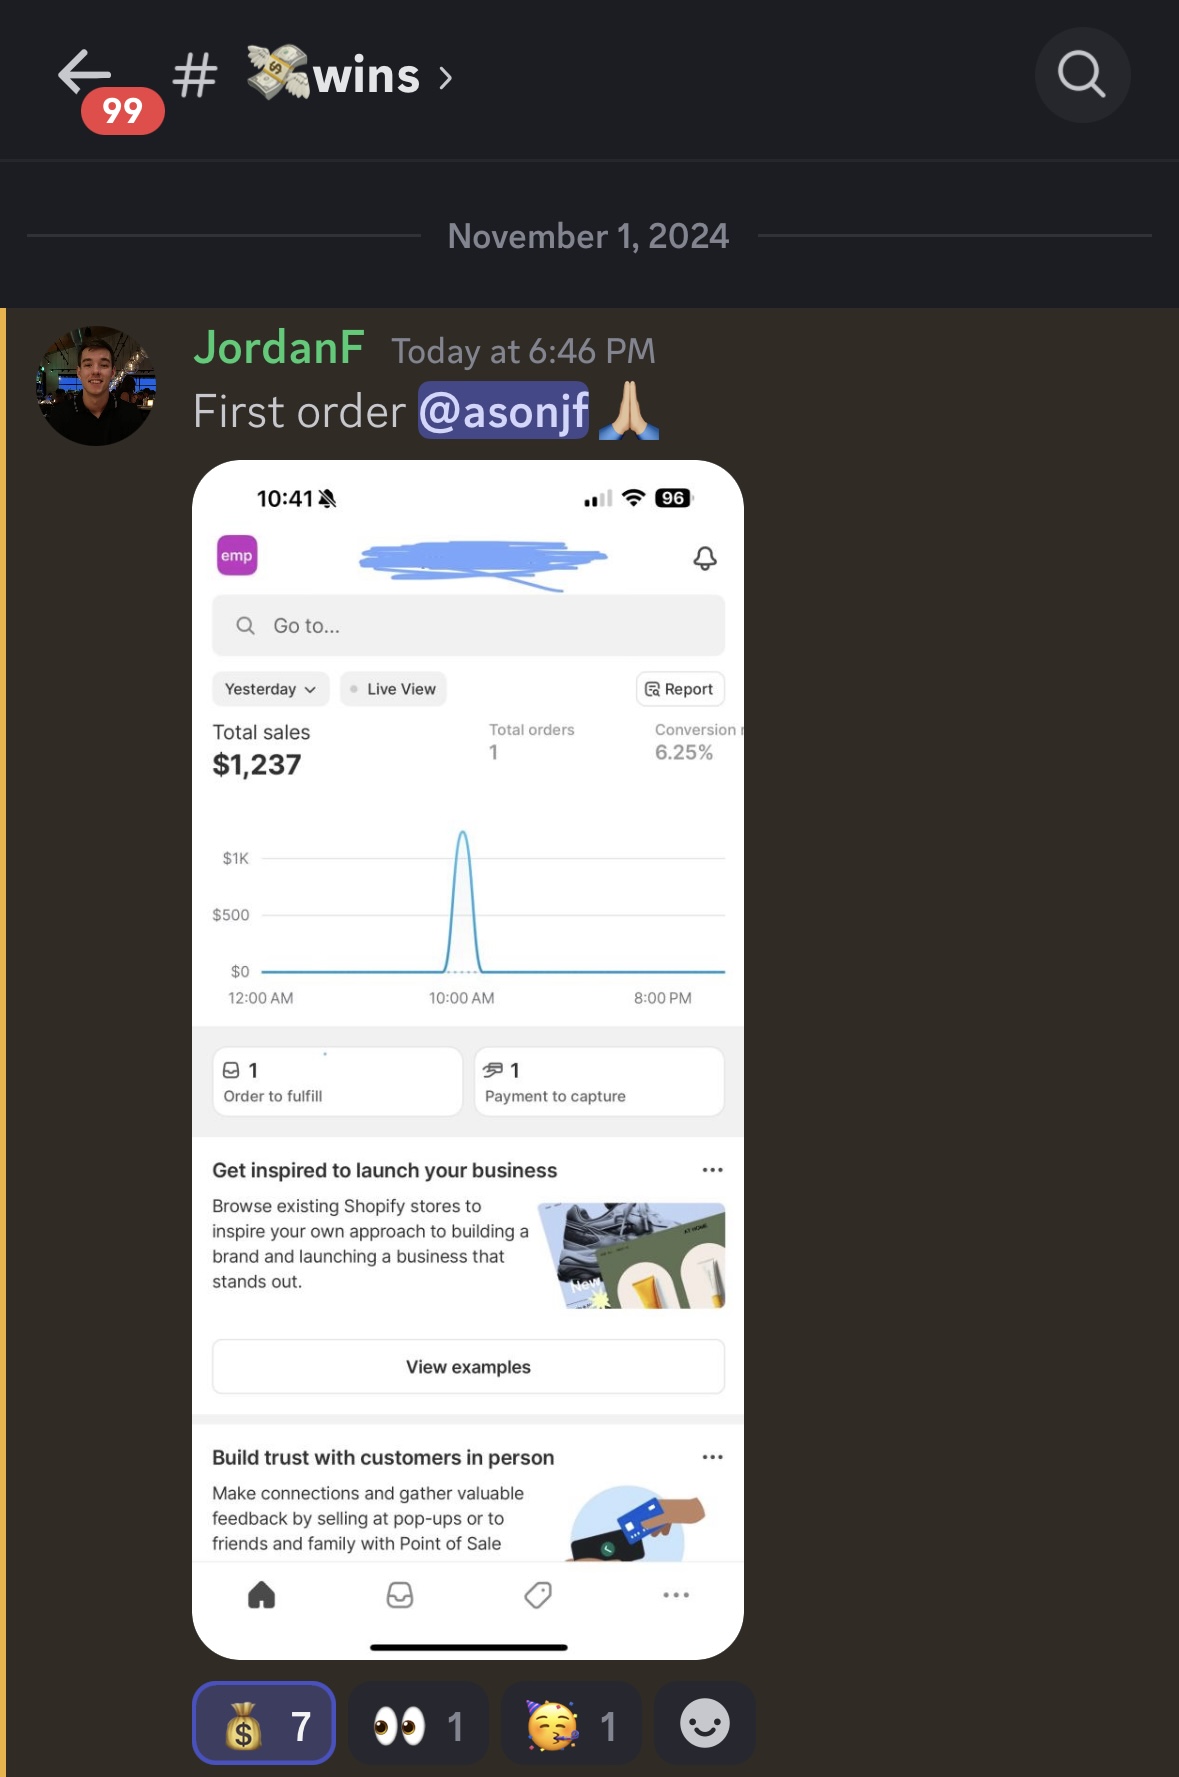 99
# 💸wins ›
November 1, 2024
JordanF Today at 6:46 PM
First order @asonjf 🙏🏼
10:41 96
emp
Go to...
Yesterday Live View Report
Total sales Total orders Conversion r
$1,237 1 6.25%
$1K
$500
$0
12:00 AM 10:00 AM 8:00 PM
1 1
Order to fulfill Payment to capture
Get inspired to launch your business
Browse existing Shopify stores to
inspire your own approach to building a
brand and launching a business that
stands out.
New
AT HOME
View examples
Build trust with customers in person
Make connections and gather valuable
feedback by selling at pop-ups or to
friends and family with Point of Sale
💰 7 👀 1 🥳 1